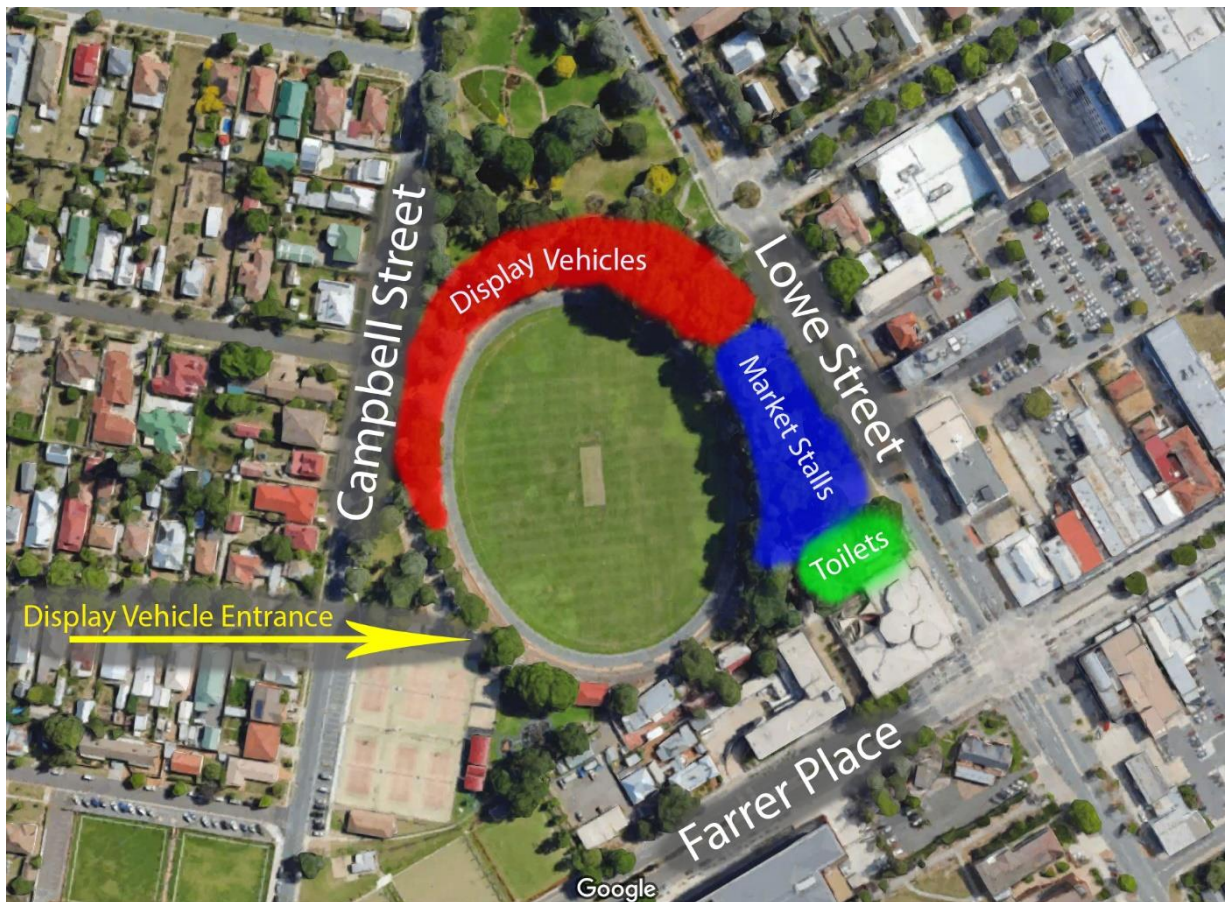 Campbell Street
Display Vehicles
Lowe Street
Market Stalls
Toilets
Display Vehicle Entrance
Farrer Place
Google